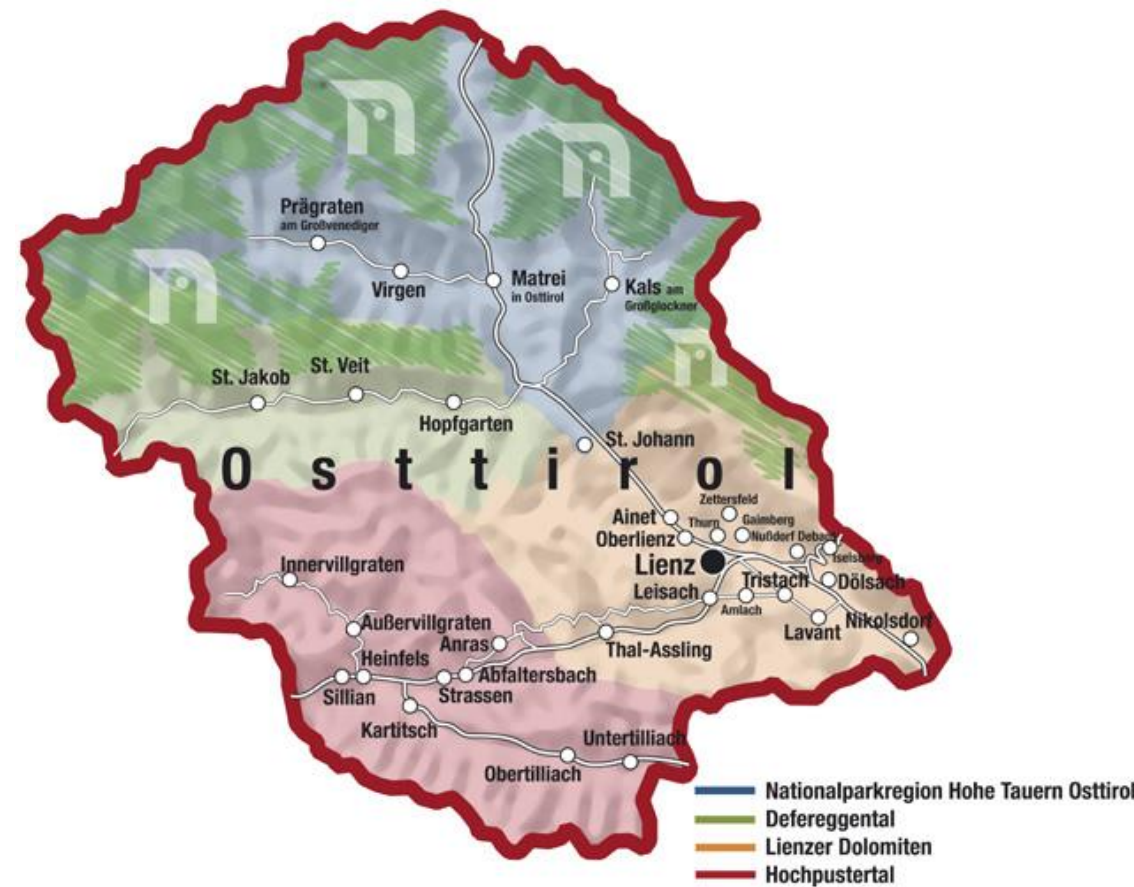 Prägraten
am Großvenediger
Virgen
Matrei
in Osttirol
Kals am
Großglockner
St. Jakob
St. Veit
Hopfgarten
St. Johann
Osttirol
Zettersfeld
Ainet
Thurn
Gaimberg
Oberlienz
Nußdorf Debant
Iselsberg
Lienz
Innervillgraten
Leisach
Tristach
Dölsach
Amlach
Außervillgraten
Anras
Lavant
Nikolsdorf
Thal-Assling
Heinfels
Abfaltersbach
Sillian
Strassen
Kartitsch
Untertilliach
Obertilliach
Nationalparkregion Hohe Tauern Osttirol
Defereggental
Lienzer Dolomiten
Hochpustertal